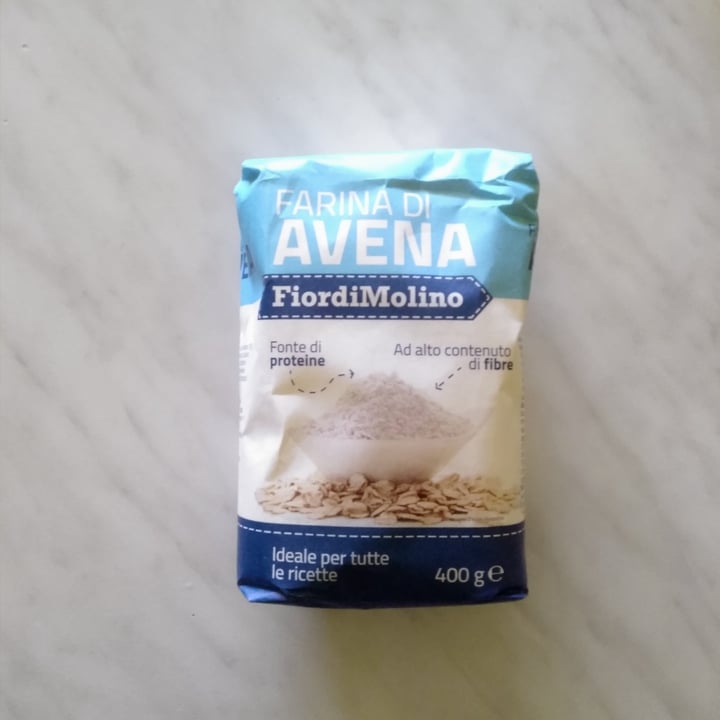 FARINA DI
AVENA
FiordiMolino
Fonte di
proteine
Ad alto contenuto
di fibre
Ideale per tutte
le ricette
400 g e